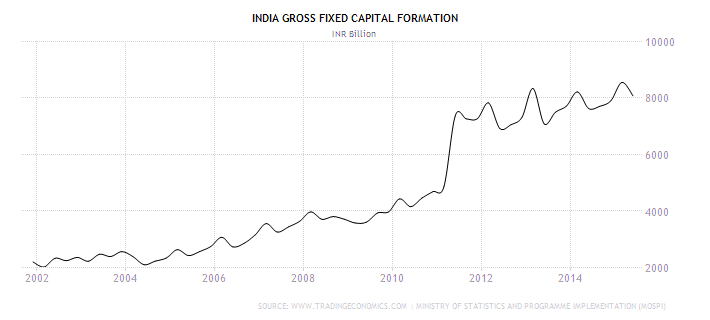 INDIA GROSS FIXED CAPITAL FORMATION
INR Billion
10000
8000
6000
4000
2000
2002 2004 2006 2008 2010 2012 2014
SOURCE: WWW.TRADINGECONOMICS.COM | MINISTRY OF STATISTICS AND PROGRAMME IMPLEMENTATION (MOSPI)